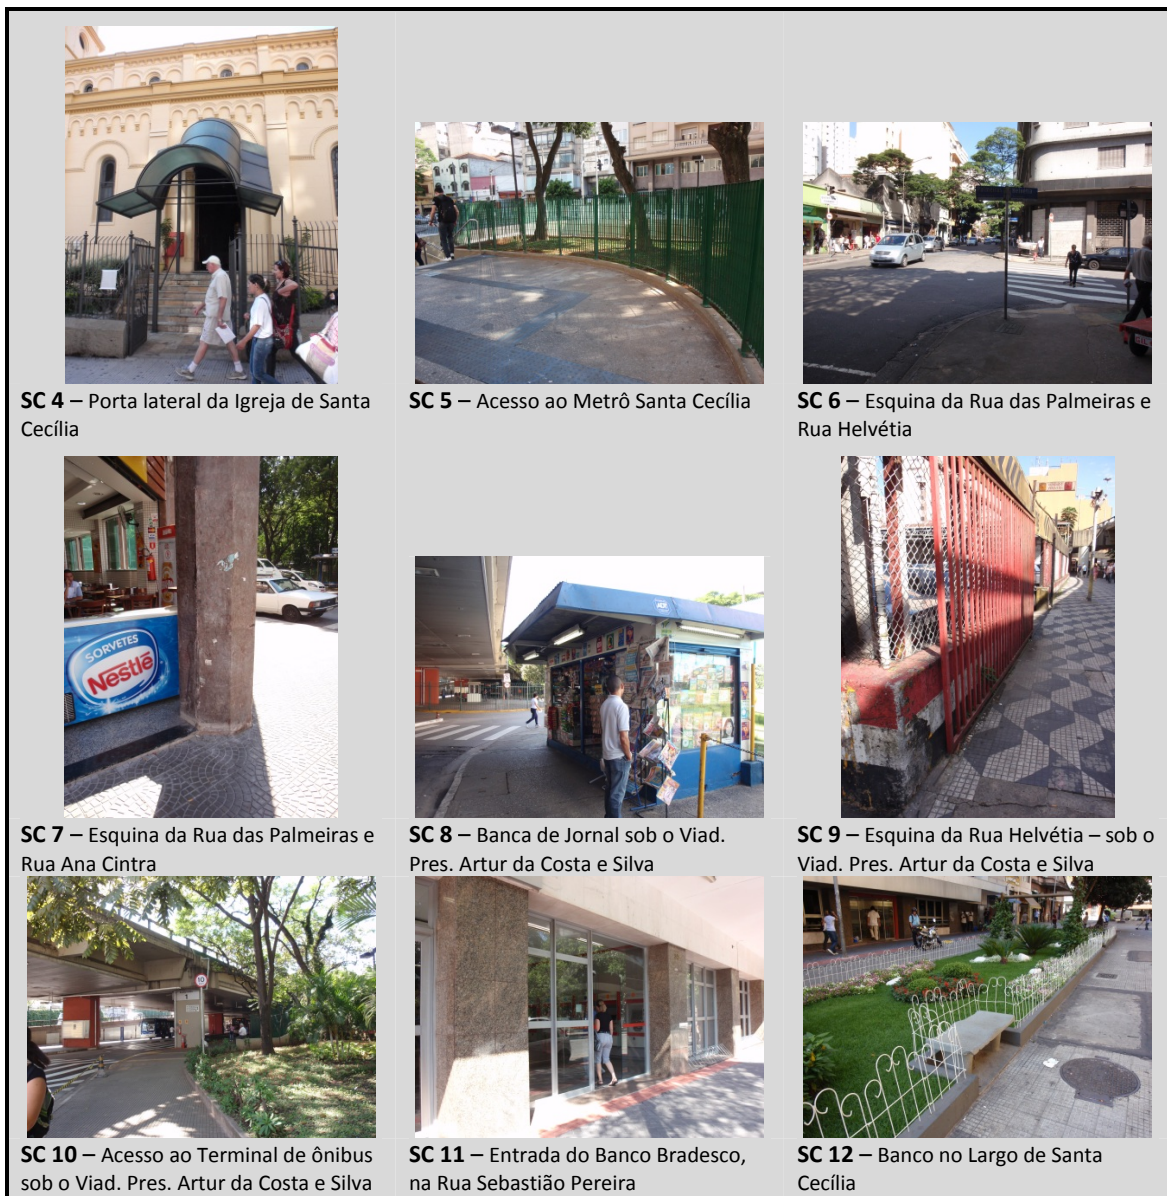 SC 4 – Porta lateral da Igreja de Santa
Cecília
SC 5 – Acesso ao Metrô Santa Cecília
SC 6 – Esquina da Rua das Palmeiras e
Rua Helvétia
SORVETES
Nestlé
SC 7 – Esquina da Rua das Palmeiras e
Rua Ana Cintra
SC 8 – Banca de Jornal sob o Viad.
Pres. Artur da Costa e Silva
SC 9 – Esquina da Rua Helvétia – sob o
Viad. Pres. Artur da Costa e Silva
10
SC 10 – Acesso ao Terminal de ônibus
sob o Viad. Pres. Artur da Costa e Silva
SC 11 – Entrada do Banco Bradesco,
na Rua Sebastião Pereira
SC 12 – Banco no Largo de Santa
Cecília